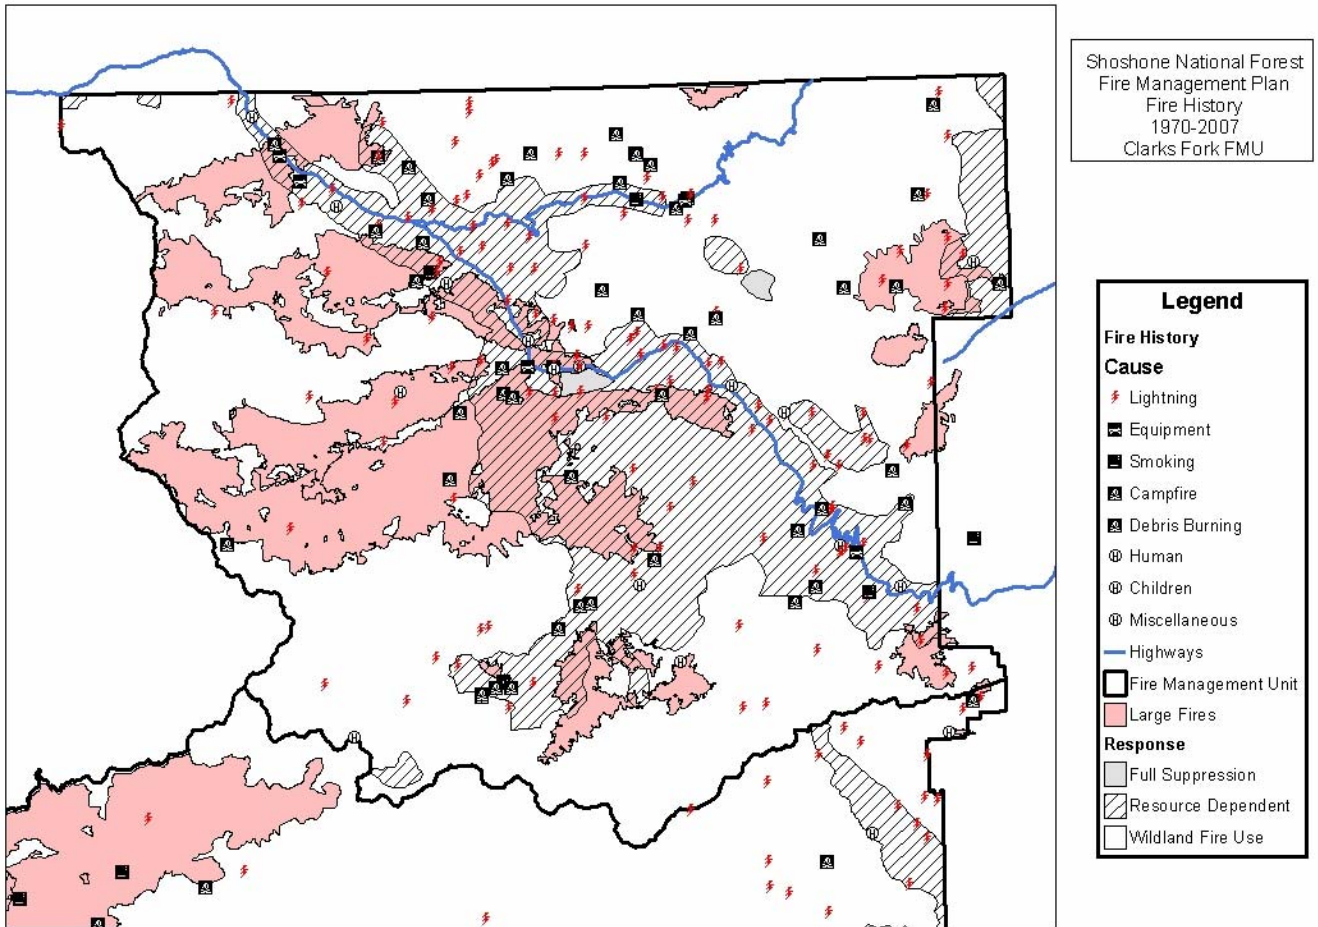 Shoshone National Forest
Fire Management Plan
Fire History
1970-2007
Clarks Fork FMU
Legend
Fire History
Cause
Lightning
Equipment
Smoking
Campfire
Debris Burning
Human
Children
Miscellaneous
Highways
Fire Management Unit
Large Fires
Response
Full Suppression
Resource Dependent
Wildland Fire Use